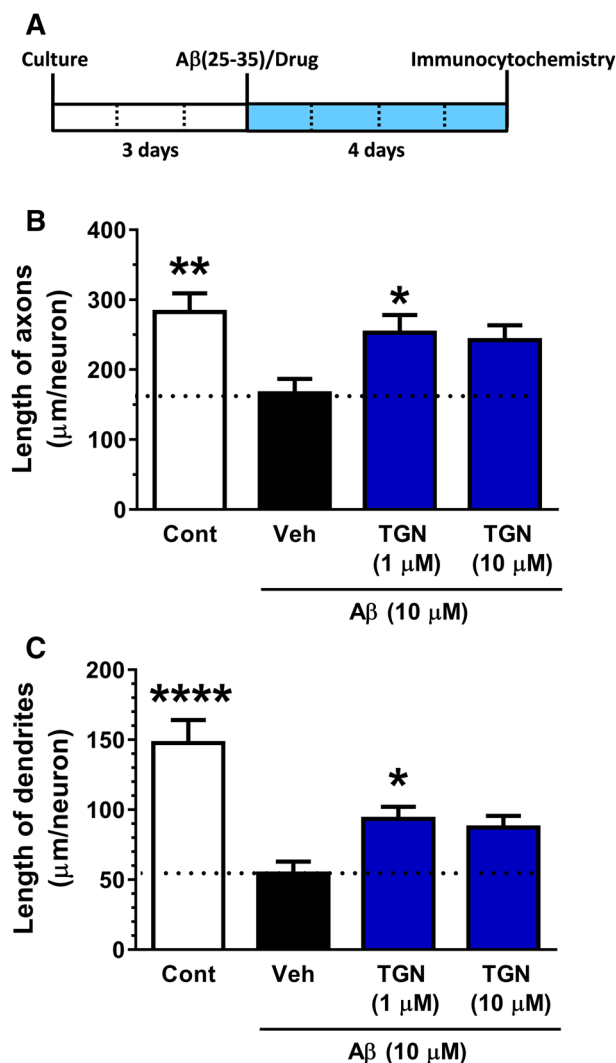 A
Culture Aβ(25-35)/Drug Immunocytochemistry
3 days 4 days
B
Length of axons
(μm/neuron)
400
300
200
100
0
** *
Cont Veh TGN TGN
(1 μM) (10 μM)
Aβ (10 μM)
C
Length of dendrites
(μm/neuron)
200
150
100
50
0
**** *
Cont Veh TGN TGN
(1 μM) (10 μM)
Aβ (10 μM)